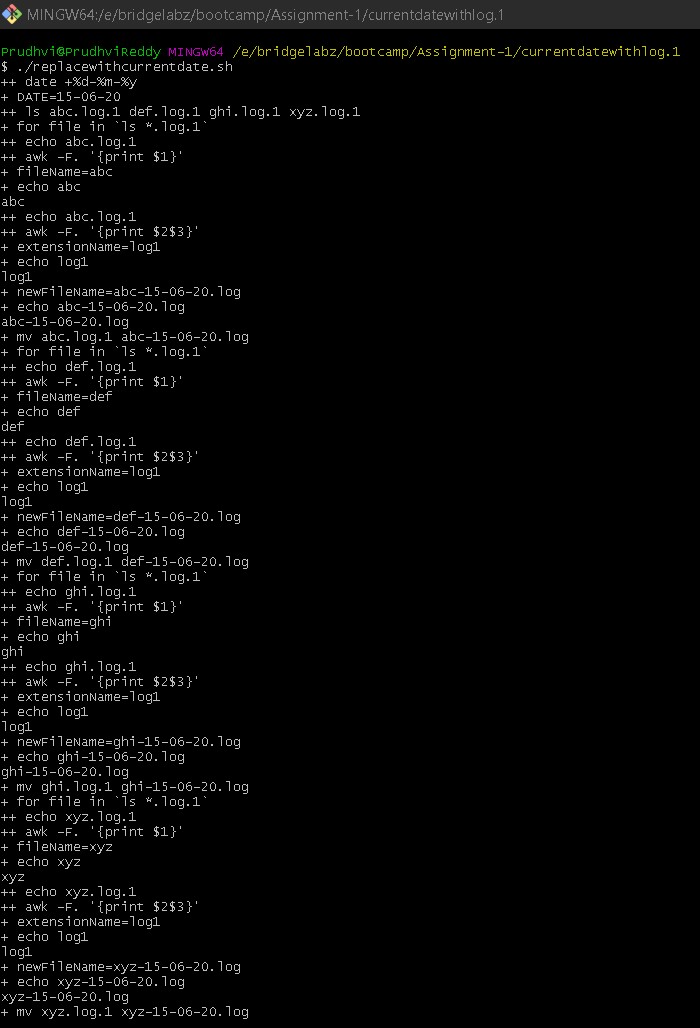 MINGW64:/e/bridgelabz/bootcamp/Assignment-1/currentdatewithlog.1
Prudhvi@PrudhviReddy MINGW64 /e/bridgelabz/bootcamp/Assignment-1/currentdatewithlog.1
$ ./replacewithcurrentdate.sh
++ date +%d-%m-%y
+ DATE=15-06-20
++ ls abc.log.1 def.log.1 ghi.log.1 xyz.log.1
+ for file in `ls *.log.1`
++ echo abc.log.1
++ awk -F. '{print $1}'
+ fileName=abc
+ echo abc
abc
++ echo abc.log.1
++ awk -F. '{print $2$3}'
+ extensionName=log1
+ echo log1
log1
+ newFileName=abc-15-06-20.log
+ echo abc-15-06-20.log
abc-15-06-20.log
+ mv abc.log.1 abc-15-06-20.log
+ for file in `ls *.log.1`
++ echo def.log.1
++ awk -F. '{print $1}'
+ fileName=def
+ echo def
def
++ echo def.log.1
++ awk -F. '{print $2$3}'
+ extensionName=log1
+ echo log1
log1
+ newFileName=def-15-06-20.log
+ echo def-15-06-20.log
def-15-06-20.log
+ mv def.log.1 def-15-06-20.log
+ for file in `ls *.log.1`
++ echo ghi.log.1
++ awk -F. '{print $1}'
+ fileName=ghi
+ echo ghi
ghi
++ echo ghi.log.1
++ awk -F. '{print $2$3}'
+ extensionName=log1
+ echo log1
log1
+ newFileName=ghi-15-06-20.log
+ echo ghi-15-06-20.log
ghi-15-06-20.log
+ mv ghi.log.1 ghi-15-06-20.log
+ for file in `ls *.log.1`
++ echo xyz.log.1
++ awk -F. '{print $1}'
+ fileName=xyz
+ echo xyz
xyz
++ echo xyz.log.1
++ awk -F. '{print $2$3}'
+ extensionName=log1
+ echo log1
log1
+ newFileName=xyz-15-06-20.log
+ echo xyz-15-06-20.log
xyz-15-06-20.log
+ mv xyz.log.1 xyz-15-06-20.log